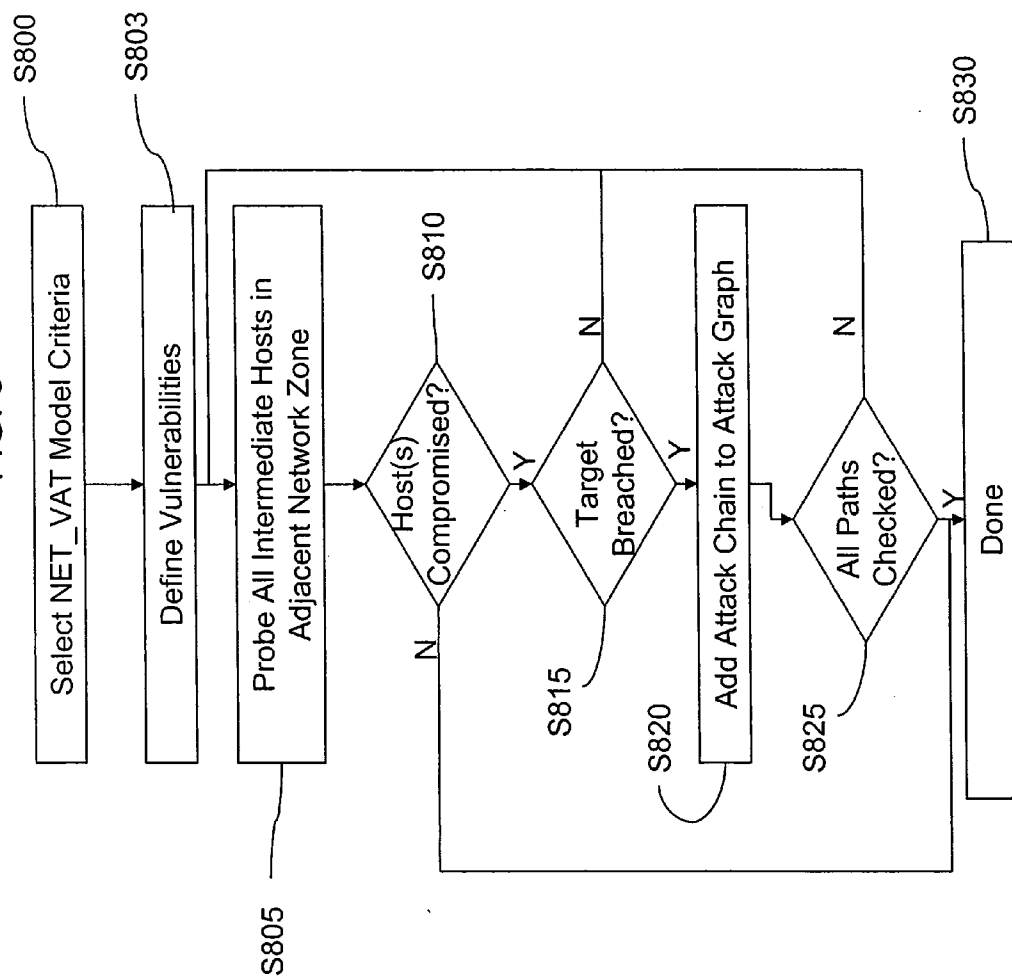 S800
Select NET_VAT Model Criteria
S803
Define Vulnerabilities
Probe All Intermediate Hosts in
Adjacent Network Zone
S805
Host(s)
Compromised?
S810
N
Y
Target
Breached?
N
S815
Y
S820
Add Attack Chain to Attack Graph
All Paths
Checked?
N
S825
Y
S830
Done